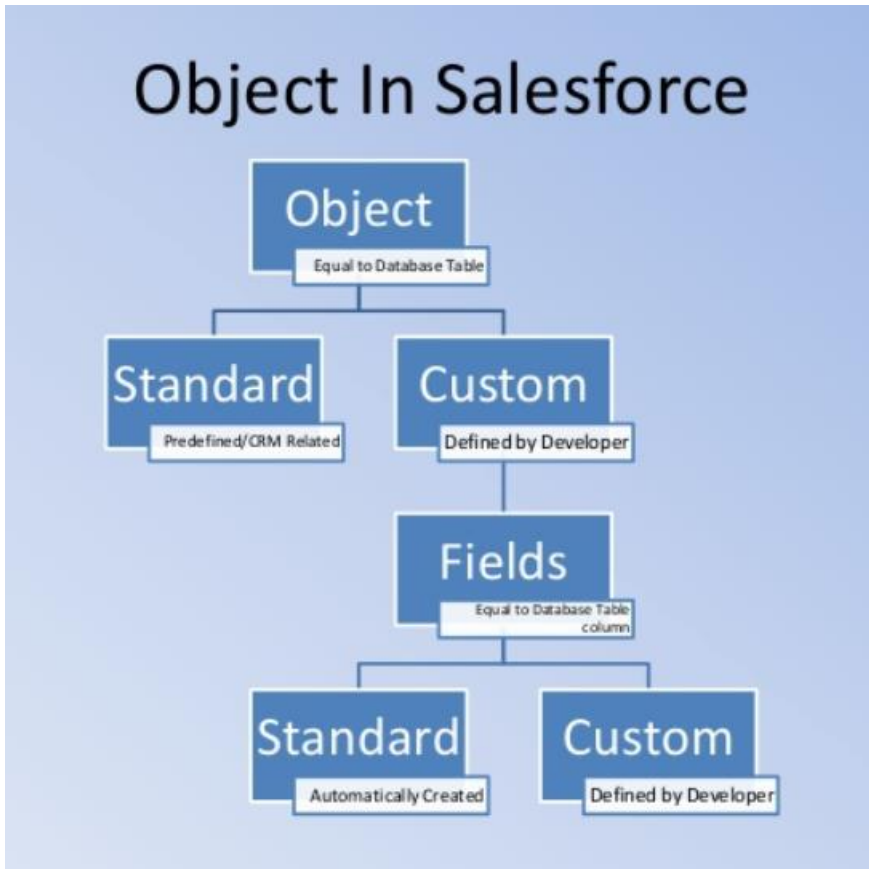 Object In Salesforce
Object
Equal to Database Table
Standard
Predefined/CRM Related
Custom
Defined by Developer
Fields
Equal to Database Table
column
Standard
Automatically Created
Custom
Defined by Developer